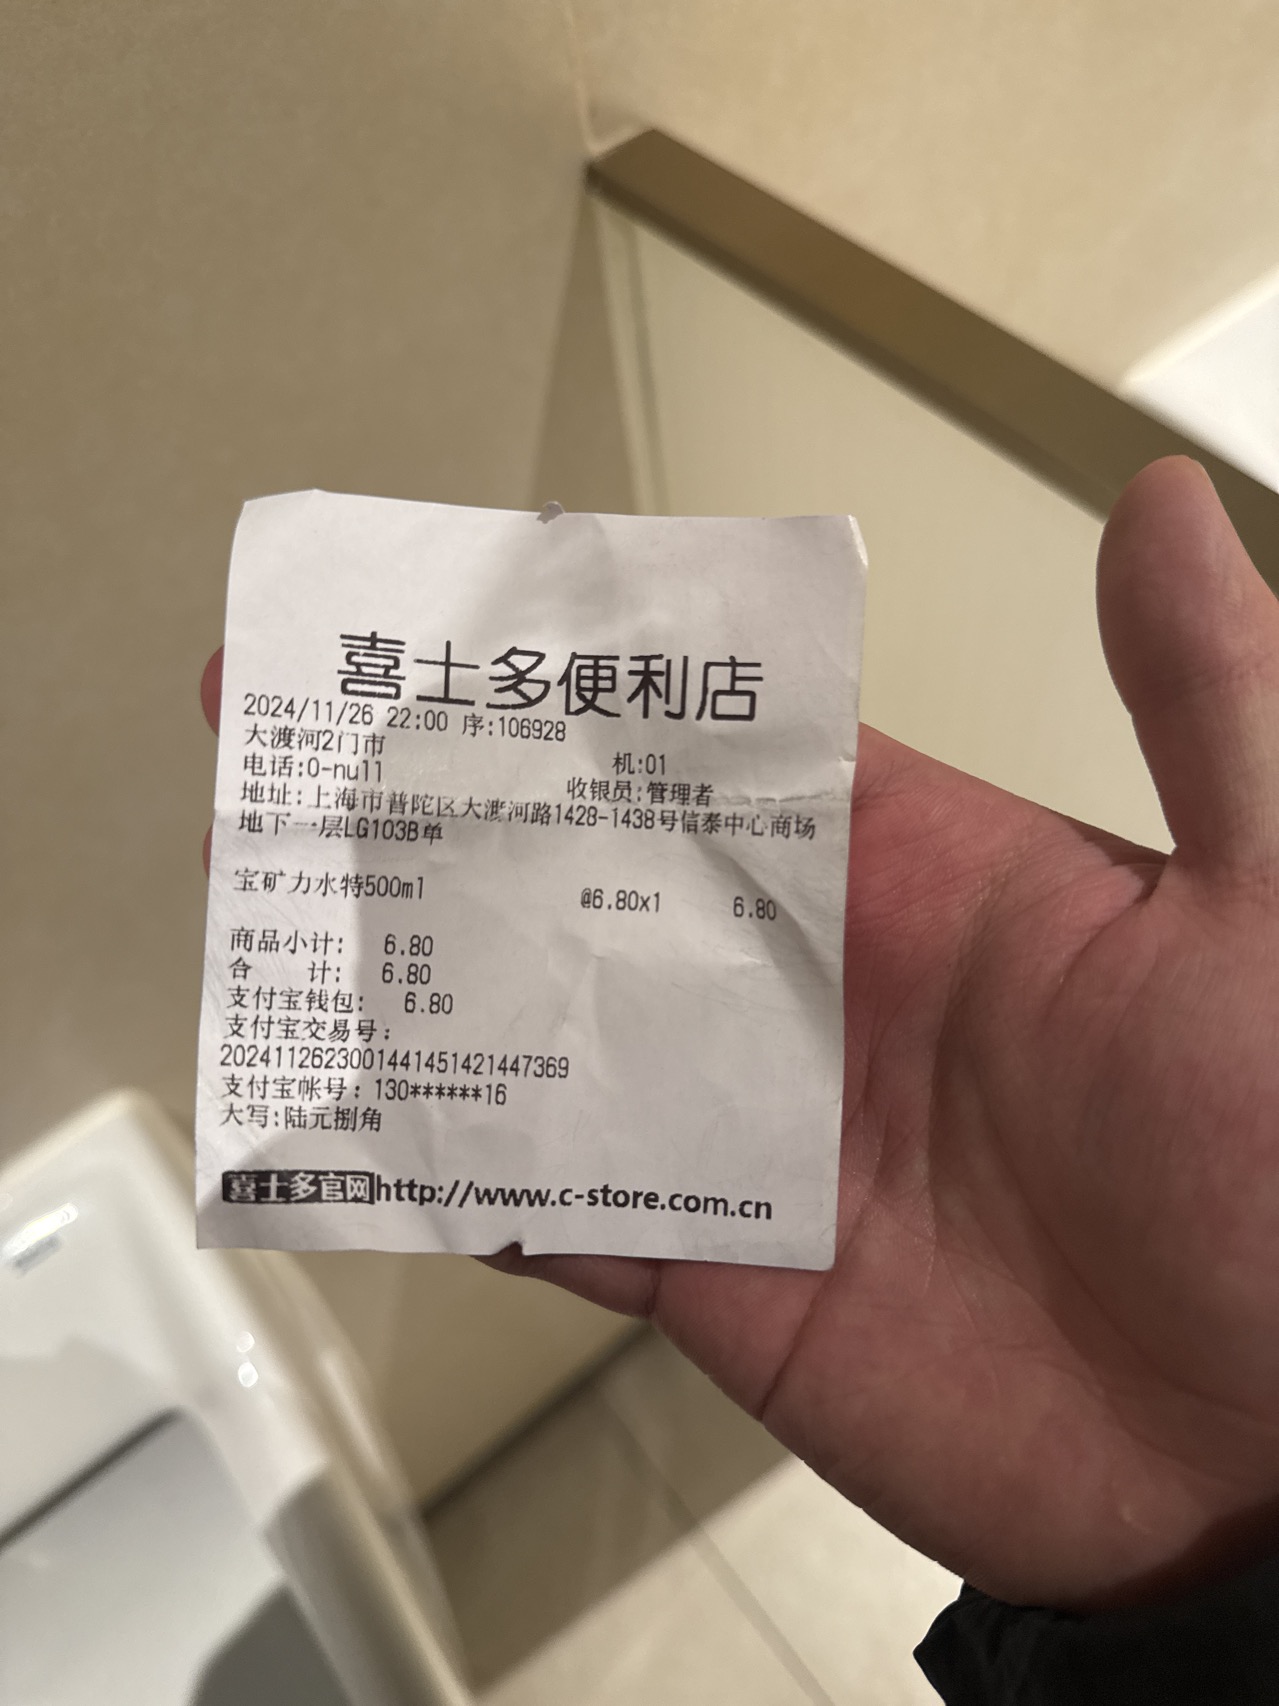 喜士多便利店
2024/11/26 22:00 序:106928
大渡河2门市 机:01
电话:0-null 收银员:管理者
地址:上海市普陀区大渡河路1428-1438号信泰中心商场
地下一层LG103B单
宝矿力水特500ml @6.80x1 6.80
商品小计: 6.80
合 计: 6.80
支付宝钱包: 6.80
支付宝交易号:
2024112623001441451421447369
支付宝帐号:130******16
大写:陆元捌角
喜士多官网http://www.c-store.com.cn